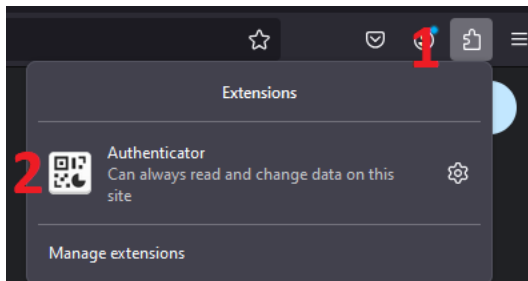 1
Extensions
2
Authenticator
Can always read and change data on this
site
Manage extensions